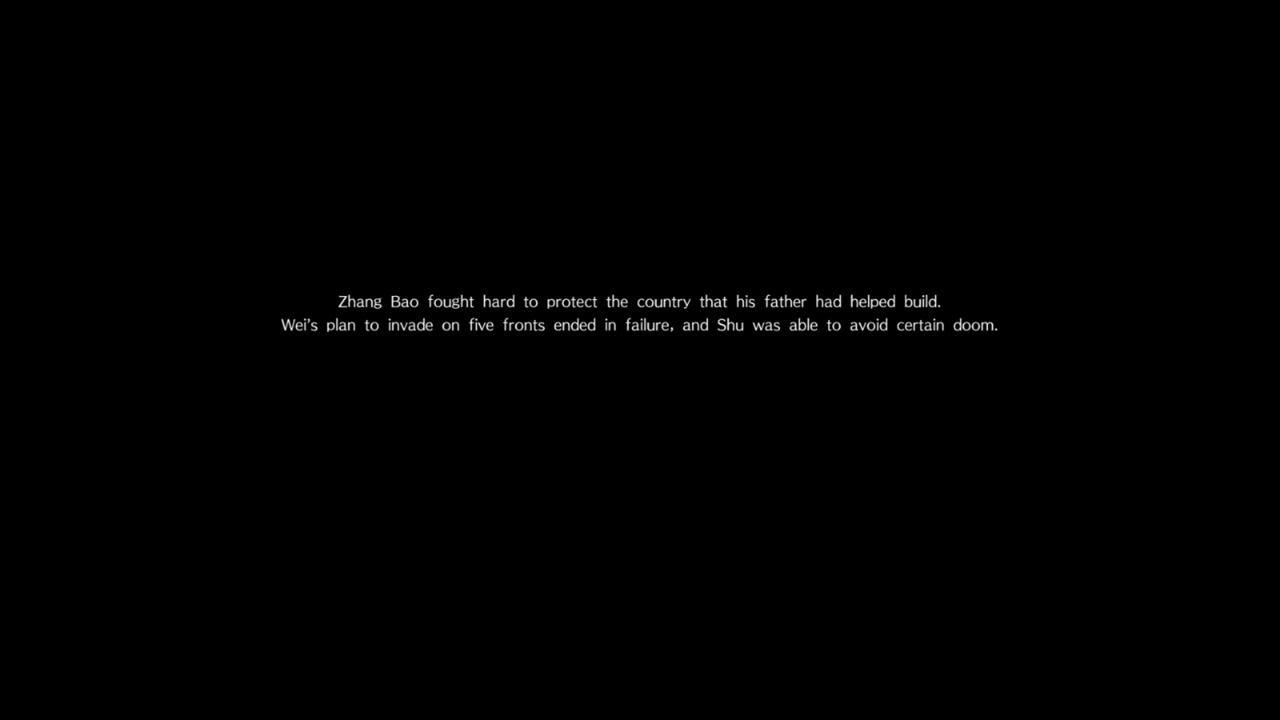 Zhang Bao fought hard to protect the country that his father had helped build.
Wei's plan to invade on five fronts ended in failure, and Shu was able to avoid certain doom.